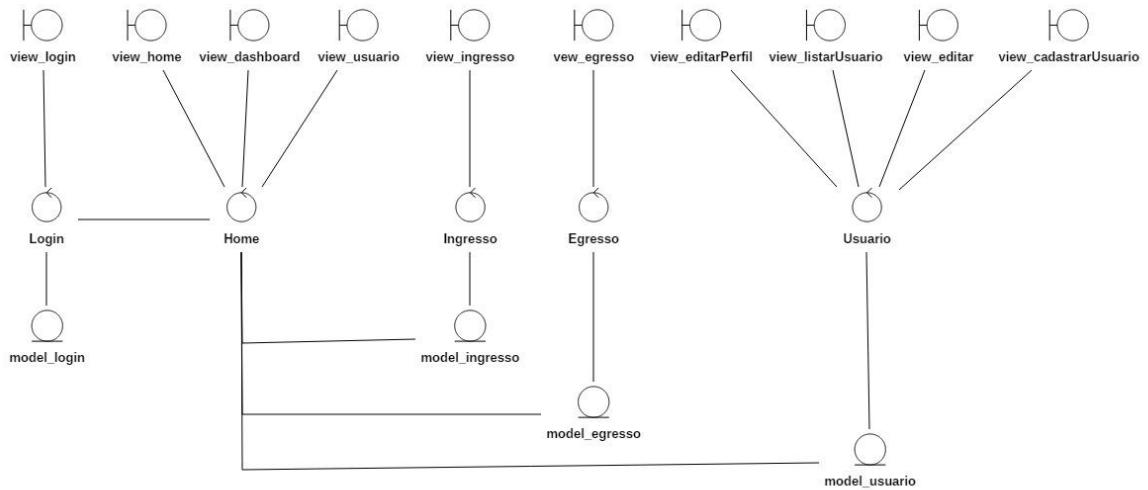 view_login
view_home
view_dashboard
view_usuario
view_ingresso
vew_egresso
view_editarPerfil
view_listarUsuario
view_editar
view_cadastrarUsuario
Login
Home
Ingresso
Egresso
Usuario
model_login
model_ingresso
model_egresso
model_usuario